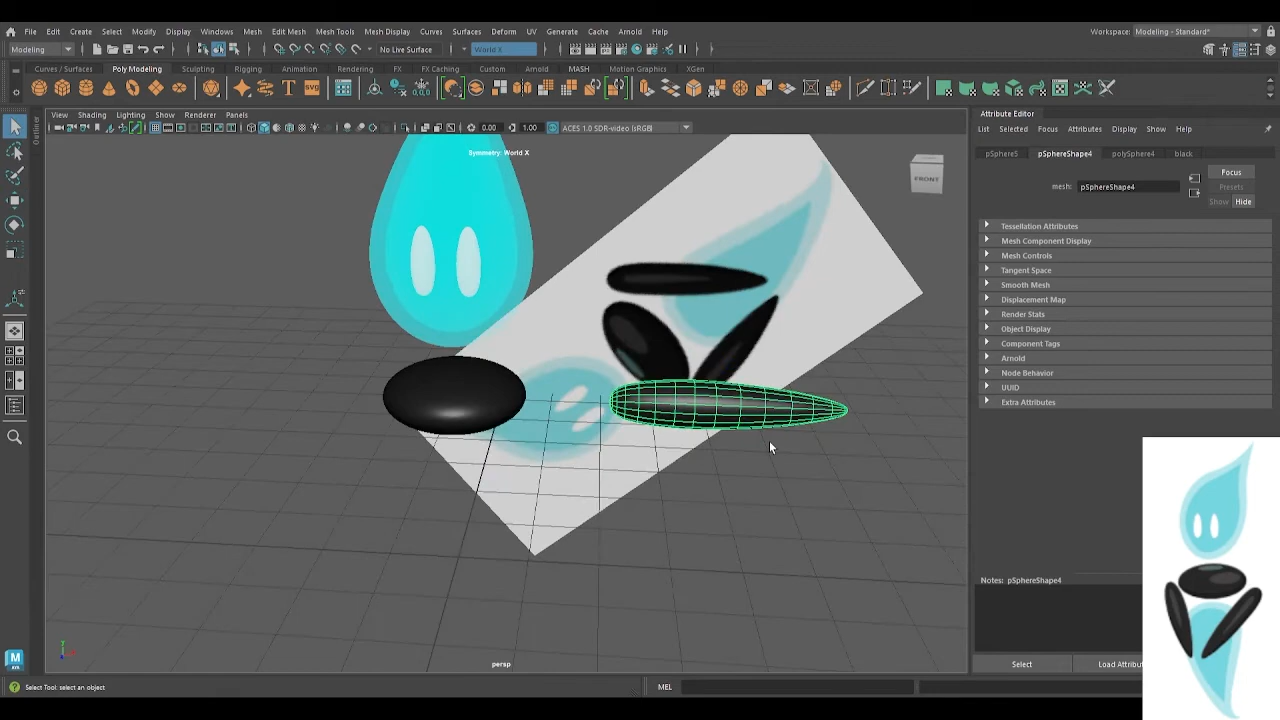 File Edit Create Select Modify Display Windows Mesh Edit Mesh Mesh Tools Mesh Display Curves Surfaces Deform UV Generate Cache Arnold Help Workspace: Modeling - Standard*
Modeling No Live Surface World X
Curves / Surfaces Poly Modeling Sculpting Rigging Animation Rendering FX FX Caching Custom Arnold MASH Motion Graphics XGen
SVG
Outliner
View Shading Lighting Show Renderer Panels
0.00 1.00 ACES 1.0 SDR-video (sRGB)
Symmetry: World X
FRONT
persp
Attribute Editor
List Selected Focus Attributes Display Show Help
pSphere5 pSphereShape4 polySphere4 black
mesh: pSphereShape4
Focus
Presets
Show Hide
Tessellation Attributes
Mesh Component Display
Mesh Controls
Tangent Space
Smooth Mesh
Displacement Map
Render Stats
Object Display
Component Tags
Arnold
Node Behavior
UUID
Extra Attributes
Notes: pSphereShape4
Select Load Attribut
M
Select Tool: select an object
MEL